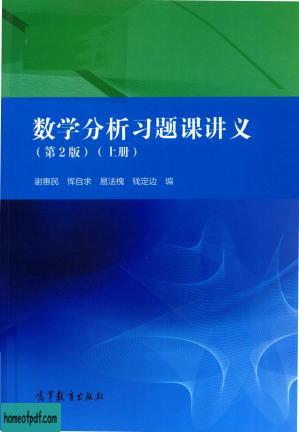 数学分析习题课讲义
(第2版)(上册)
谢惠民 恽自求 易法槐 钱定边 编
高等教育出版社
homeofpdf.com